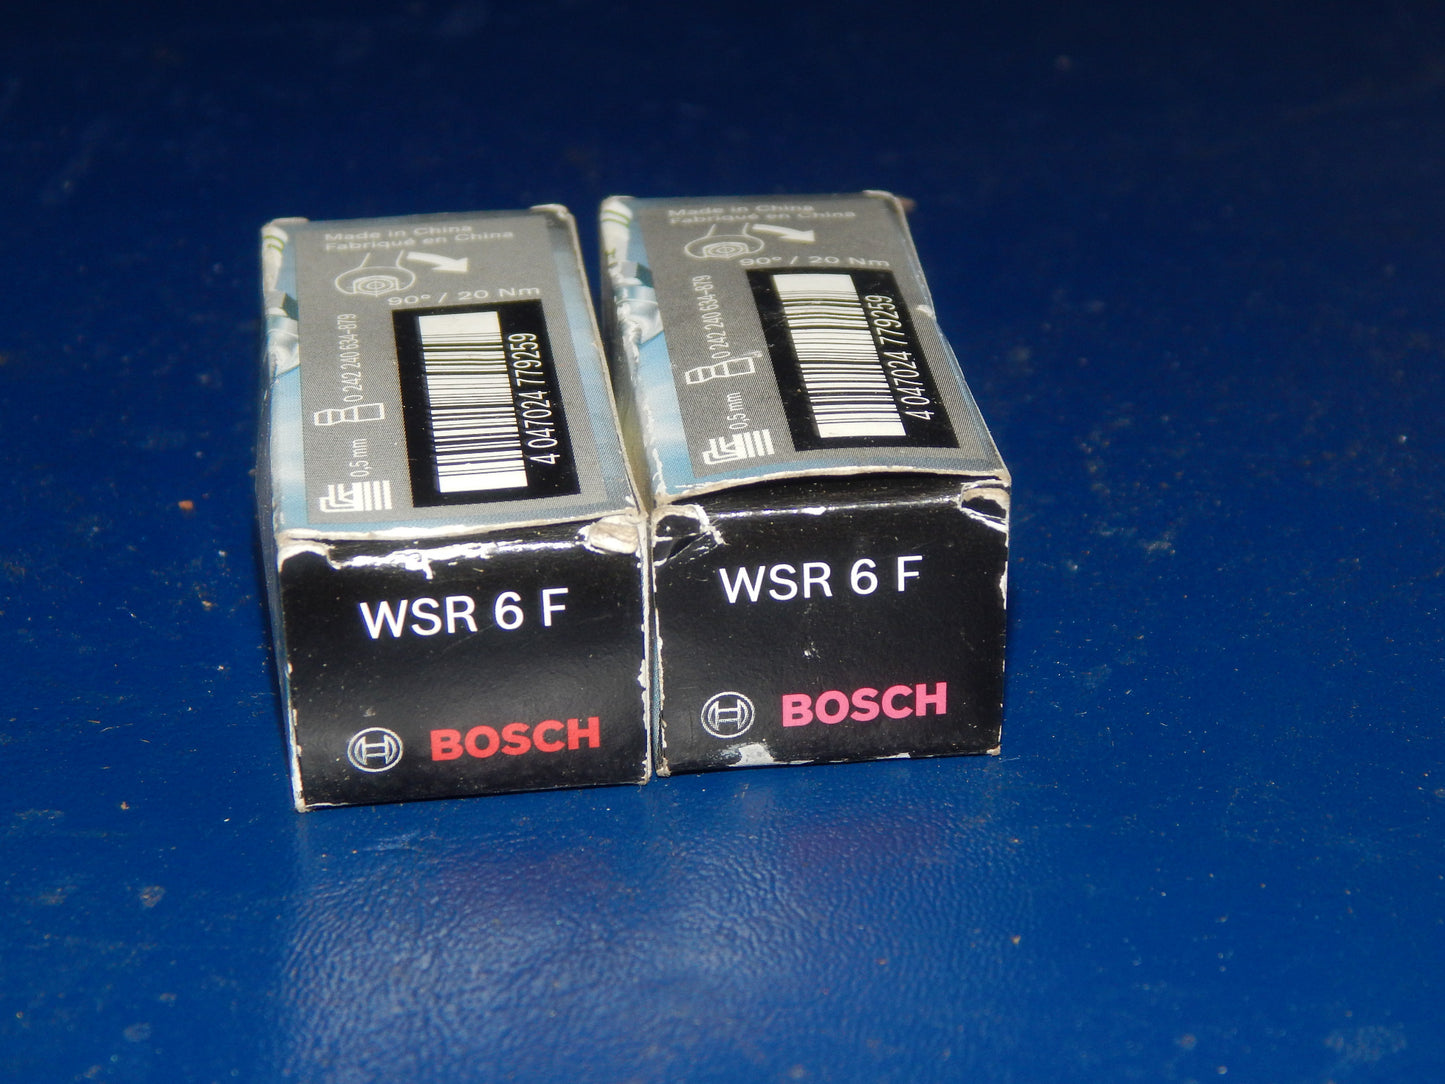 Made in China
Fabriqué en China
90° / 20 Nm
0 242 240 634-879
0,5 mm
4 047024 779259
WSR 6 F
BOSCH
Made in China
Fabriqué en China
90° / 20 Nm
0 242 240 634-879
0,5 mm
4 047024 779259
WSR 6 F
BOSCH